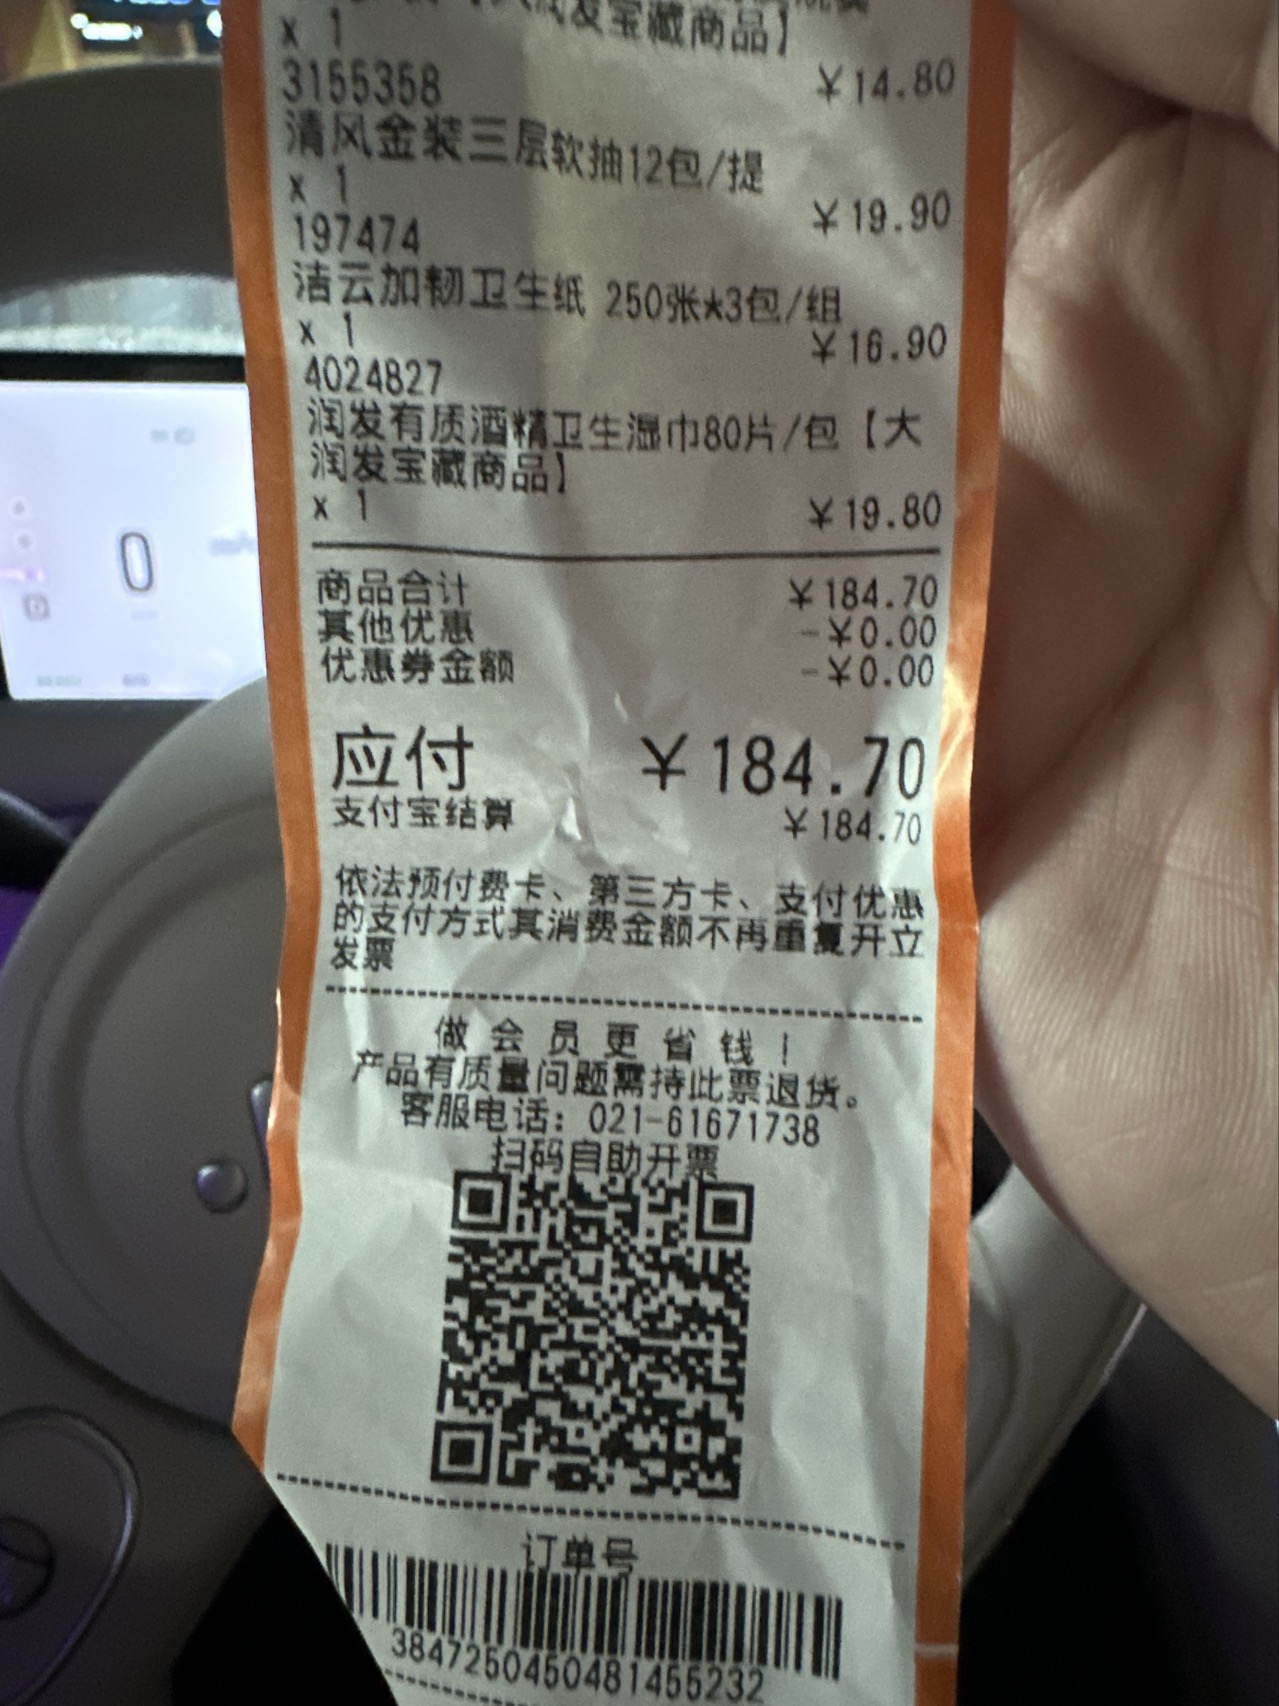 润发宝藏商品】
x 1
￥14.80
3155358
清风金装三层软抽12包/提
x 1
￥19.90
197474
洁云加韧卫生纸 250张*3包/组
x 1
￥16.90
4024827
润发有质酒精卫生湿巾80片/包【大
润发宝藏商品】
x 1
￥19.80
商品合计 ￥184.70
其他优惠 -￥0.00
优惠券金额 -￥0.00
应付 ￥184.70
支付宝结算 ￥184.70
依法预付费卡、第三方卡、支付优惠
的支付方式其消费金额不再重复开立
发票
做会员更省钱！
产品有质量问题需持此票退货。
客服电话：021-61671738
扫码自助开票
订单号
3847250450481455232
0